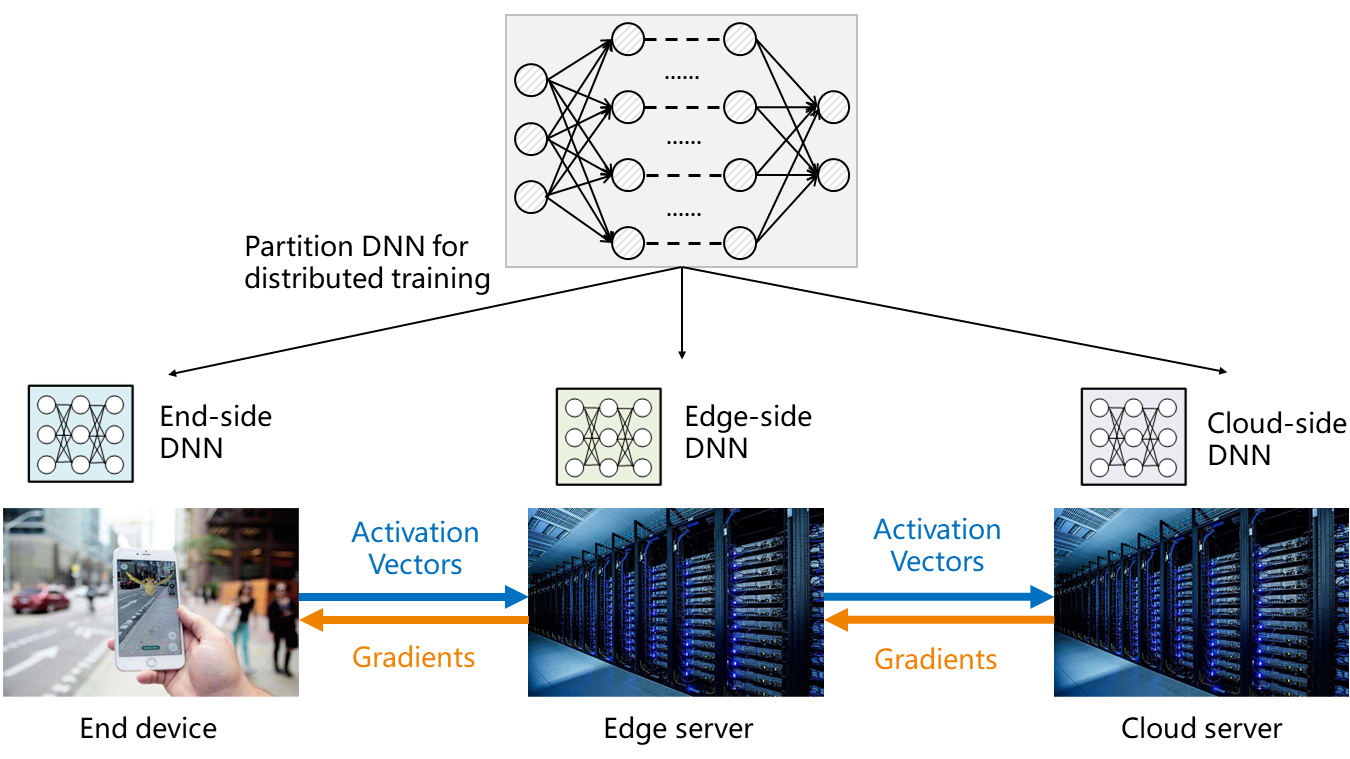 ......
......
......
Partition DNN for
distributed training
End-side
DNN
Edge-side
DNN
Cloud-side
DNN
Activation
Vectors
Activation
Vectors
Gradients
Gradients
End device
Edge server
Cloud server